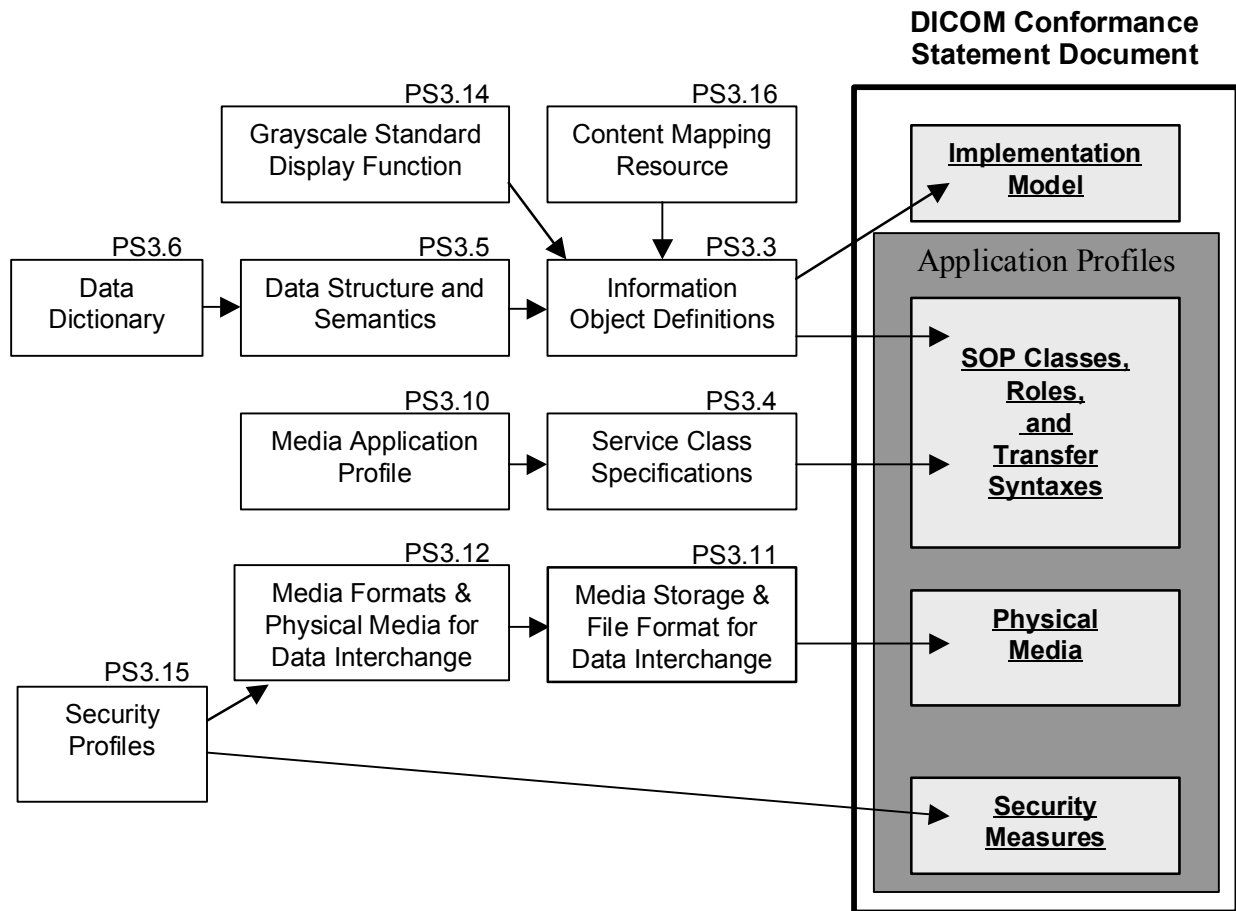 DICOM Conformance
Statement Document
PS3.14
Grayscale Standard
Display Function
PS3.16
Content Mapping
Resource
Implementation
Model
PS3.6
Data
Dictionary
PS3.5
Data Structure and
Semantics
PS3.3
Information
Object Definitions
Application Profiles
SOP Classes,
Roles,
and
Transfer
Syntaxes
PS3.10
Media Application
Profile
PS3.4
Service Class
Specifications
PS3.12
Media Formats &
Physical Media for
Data Interchange
PS3.11
Media Storage &
File Format for
Data Interchange
Physical
Media
PS3.15
Security
Profiles
Security
Measures